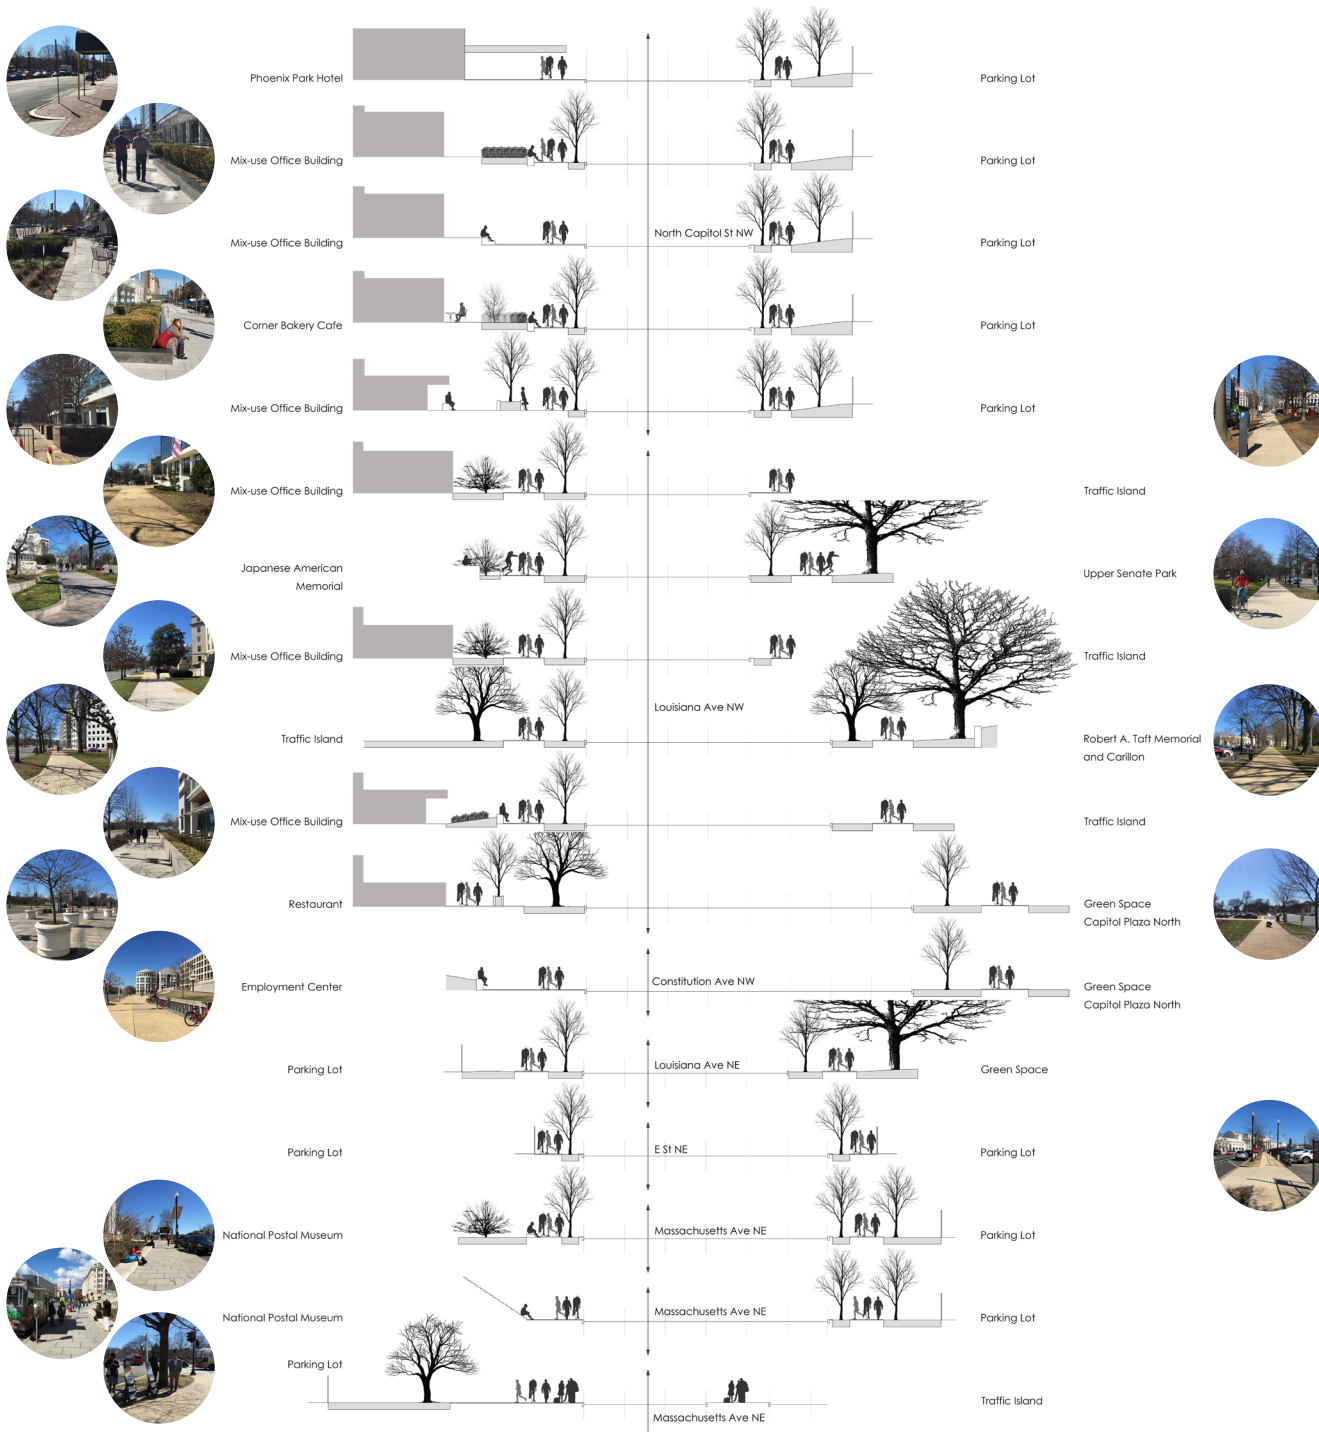 Phoenix Park Hotel
Parking Lot
Mix-use Office Building
Parking Lot
Mix-use Office Building
North Capitol St NW
Parking Lot
Corner Bakery Cafe
Parking Lot
Mix-use Office Building
Parking Lot
Mix-use Office Building
Traffic Island
Japanese American
Memorial
Upper Senate Park
Mix-use Office Building
Traffic Island
Louisiana Ave NW
Traffic Island
Robert A. Taft Memorial
and Carillon
Mix-use Office Building
Traffic Island
Restaurant
Green Space
Capitol Plaza North
Employment Center
Constitution Ave NW
Green Space
Capitol Plaza North
Parking Lot
Louisiana Ave NE
Green Space
Parking Lot
E St NE
Parking Lot
National Postal Museum
Massachusetts Ave NE
Parking Lot
National Postal Museum
Massachusetts Ave NE
Parking Lot
Parking Lot
Traffic Island
Massachusetts Ave NE